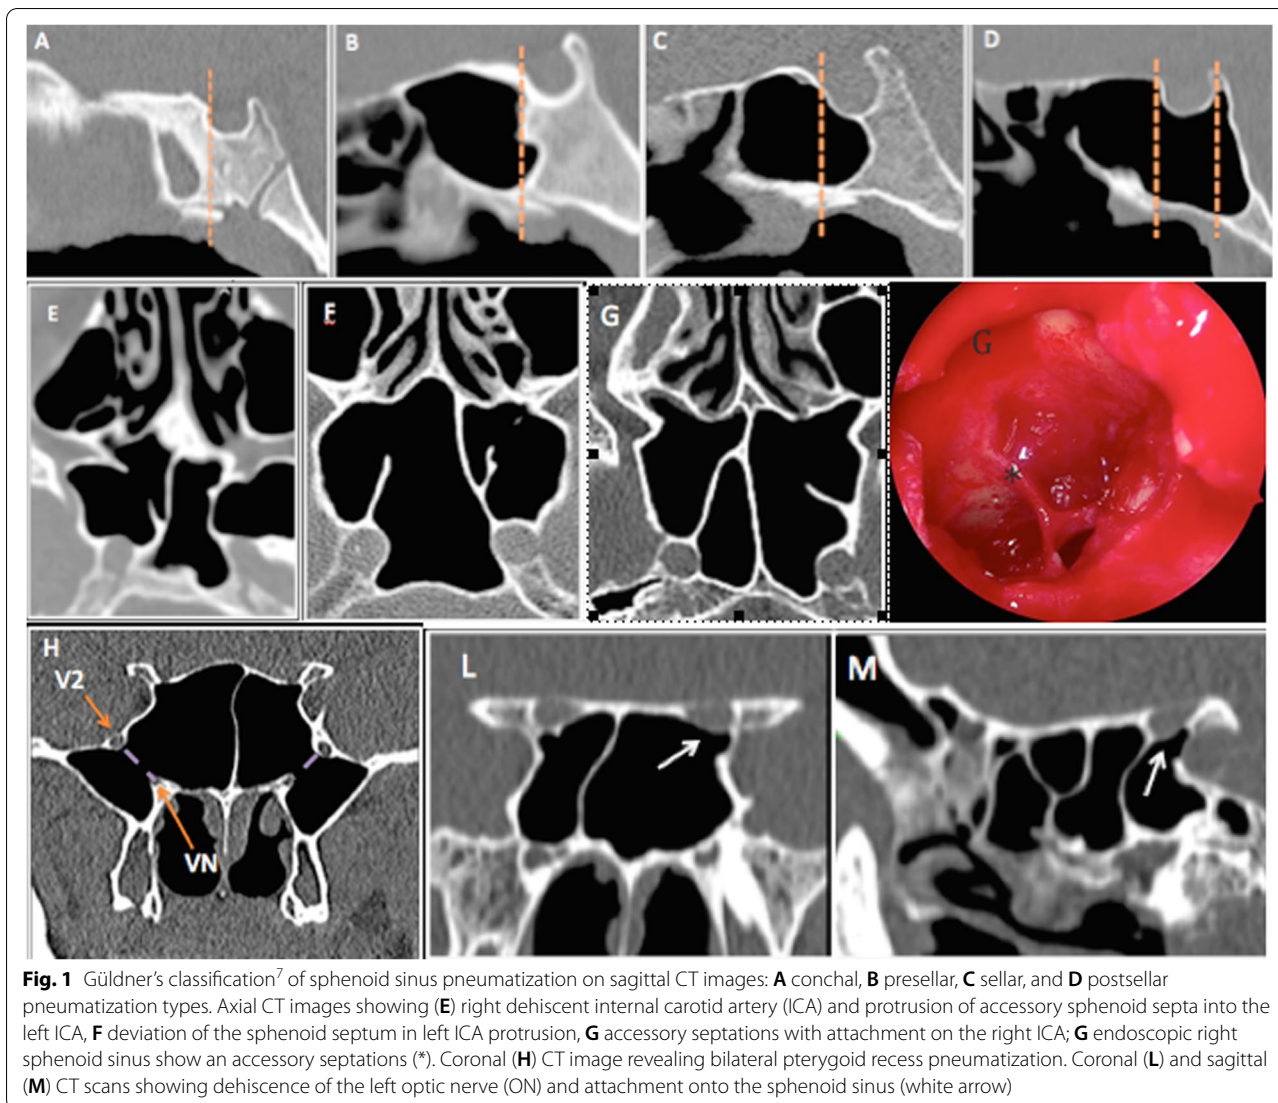 A
B
C
D
E
F
G
G
*
H
V2
VN
L
M
Fig. 1 Güldner's classification⁷ of sphenoid sinus pneumatization on sagittal CT images: A conchal, B presellar, C sellar, and D postsellar
pneumatization types. Axial CT images showing (E) right dehiscent internal carotid artery (ICA) and protrusion of accessory sphenoid septa into the
left ICA, F deviation of the sphenoid septum in left ICA protrusion, G accessory septations with attachment on the right ICA; G endoscopic right
sphenoid sinus show an accessory septations (*). Coronal (H) CT image revealing bilateral pterygoid recess pneumatization. Coronal (L) and sagittal
(M) CT scans showing dehiscence of the left optic nerve (ON) and attachment onto the sphenoid sinus (white arrow)